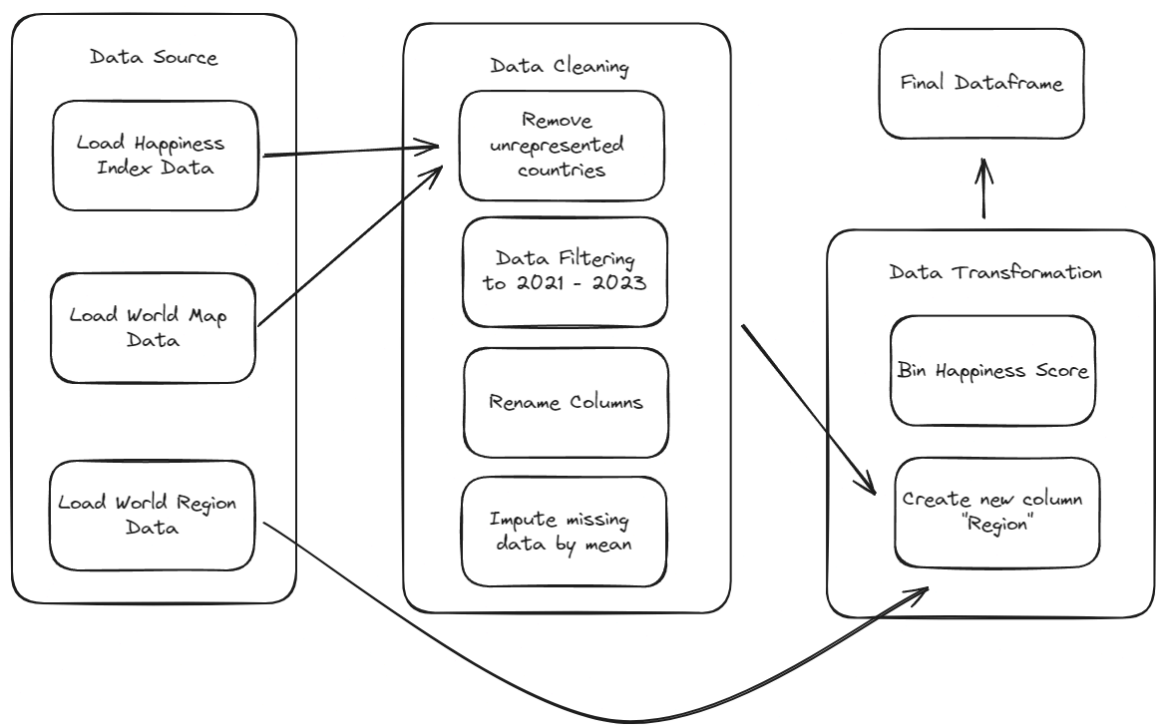 Data Source
Load Happiness
Index Data
Load World Map
Data
Load World Region
Data
Data Cleaning
Remove
unrepresented
countries
Data Filtering
to 2021 - 2023
Rename Columns
Impute missing
data by mean
Final Dataframe
Data Transformation
Bin Happiness Score
Create new column
"Region"